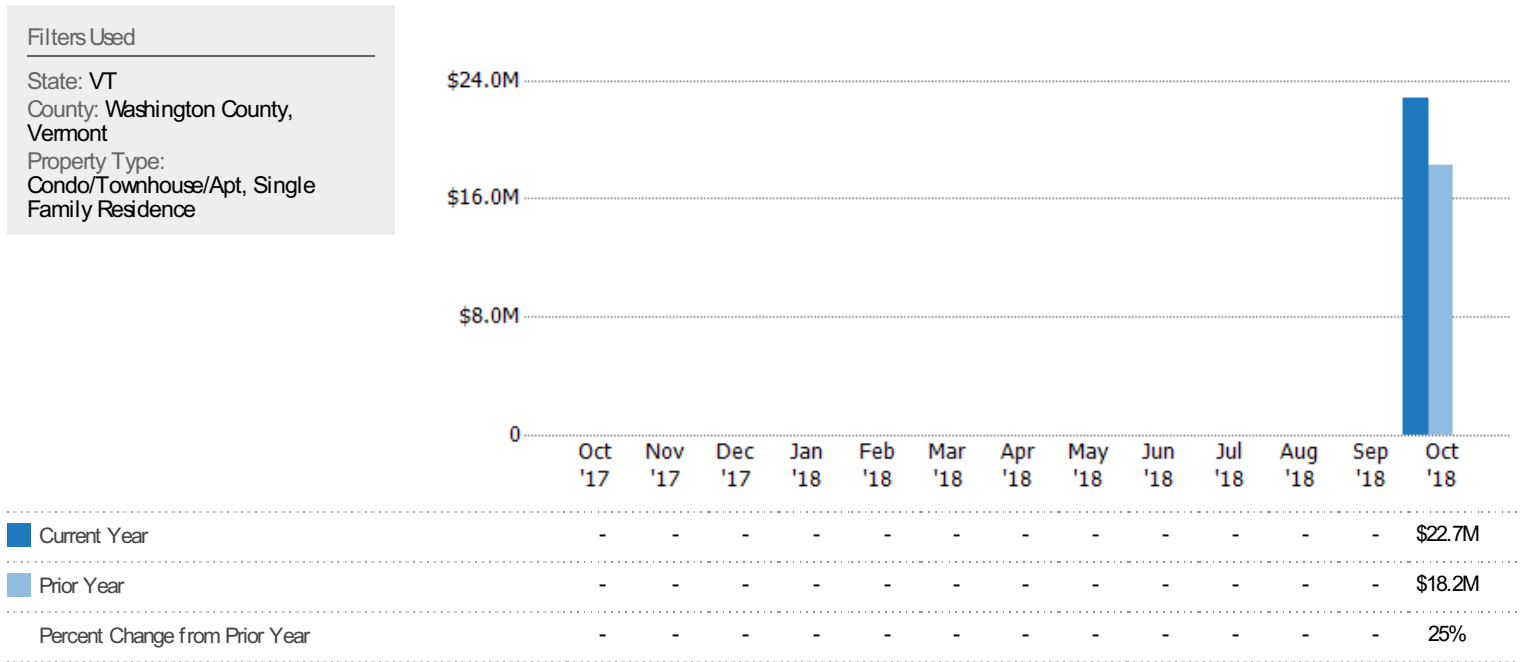 Filters Used
State: VT
County: Washington County,
Vermont
Property Type:
Condo/Townhouse/Apt, Single
Family Residence
$24.0M
$16.0M
$8.0M
0
Oct Nov Dec Jan Feb Mar Apr May Jun Jul Aug Sep Oct
'17 '17 '17 '18 '18 '18 '18 '18 '18 '18 '18 '18 '18
Current Year - - - - - - - - - - - - $22.7M
Prior Year - - - - - - - - - - - - $18.2M
Percent Change from Prior Year - - - - - - - - - - - - 25%